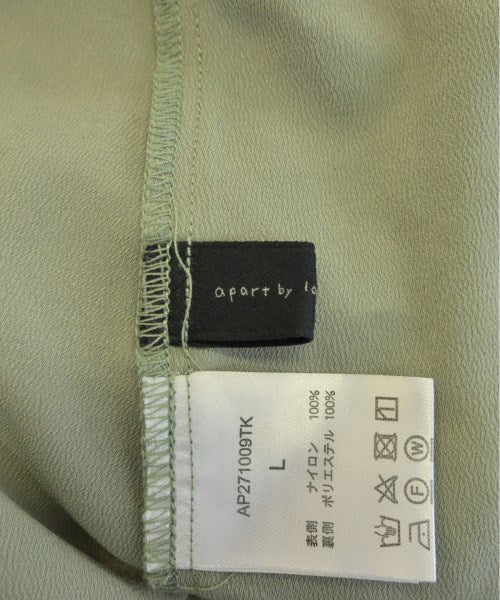 apart by lo
AP271009TK
L
表側 ナイロン 100%
裏側 ポリエステル 100%
W
F